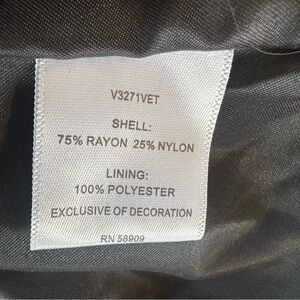 V3271VET
SHELL:
75% RAYON 25% NYLON
LINING:
100% POLYESTER
EXCLUSIVE OF DECORATION
RN 58909